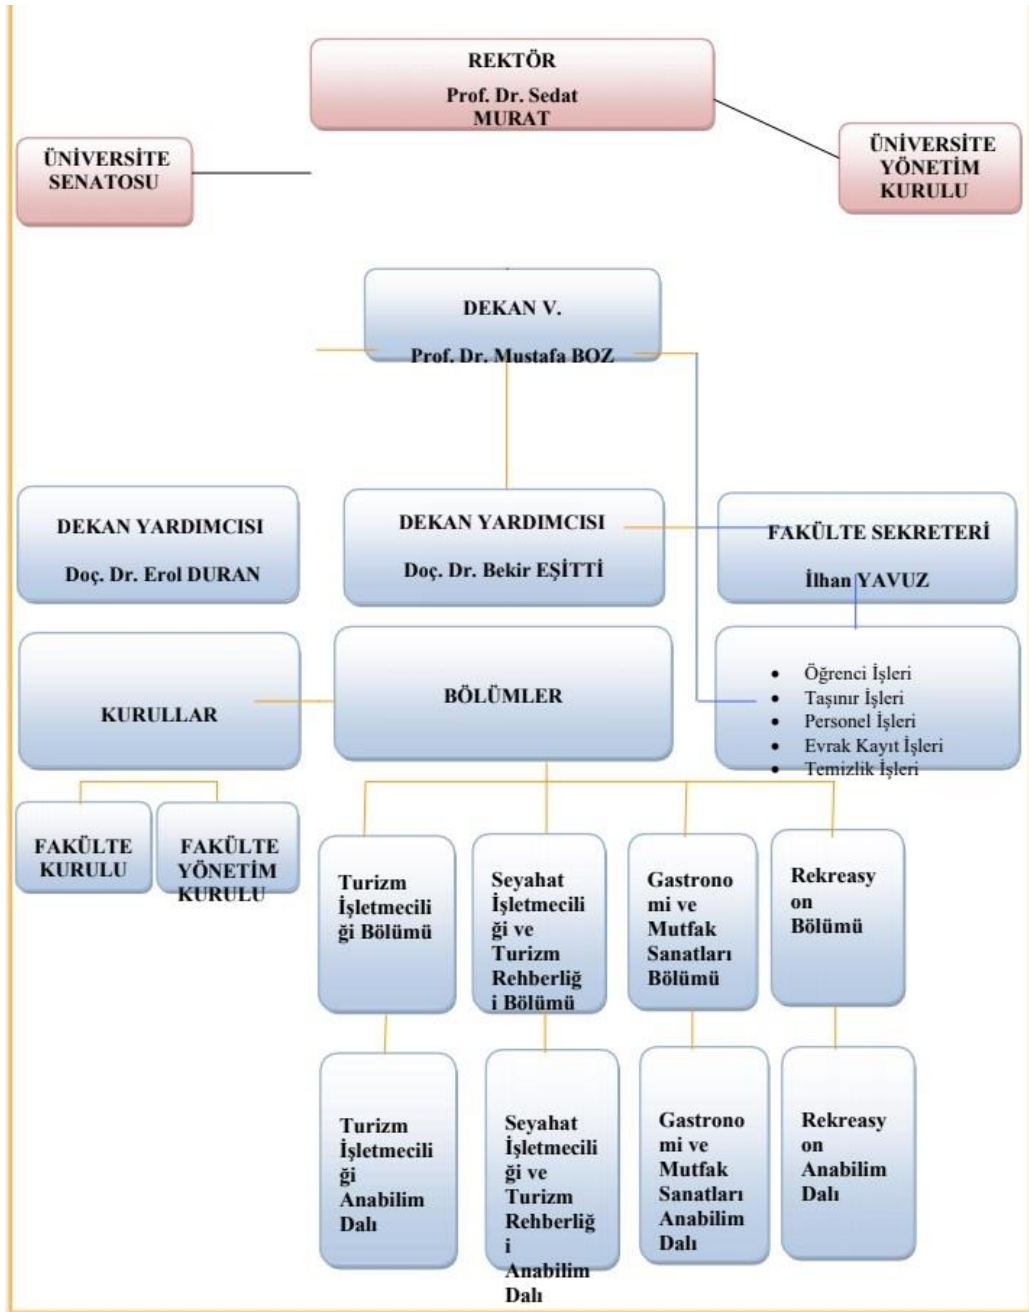 REKTÖR
Prof. Dr. Sedat
MURAT
ÜNİVERSİTE
SENATOSU
ÜNİVERSİTE
YÖNETİM
KURULU
DEKAN V.
Prof. Dr. Mustafa BOZ
DEKAN YARDIMCISI
Doç. Dr. Erol DURAN
DEKAN YARDIMCISI
Doç. Dr. Bekir EŞİTTİ
FAKÜLTE SEKRETERİ
İlhan YAVUZ
KURULLAR
BÖLÜMLER
• Öğrenci İşleri
• Taşınır İşleri
• Personel İşleri
• Evrak Kayıt İşleri
• Temizlik İşleri
FAKÜLTE
KURULU
FAKÜLTE
YÖNETİM
KURULU
Turizm
İşletmecili
ği Bölümü
Seyahat
İşletmecili
ği ve
Turizm
Rehberliğ
i Bölümü
Gastrono
mi ve
Mutfak
Sanatları
Bölümü
Rekreasy
on
Bölümü
Turizm
İşletmecili
ği
Anabilim
Dalı
Seyahat
İşletmecili
ği ve
Turizm
Rehberliğ
i
Anabilim
Dalı
Gastrono
mi ve
Mutfak
Sanatları
Anabilim
Dalı
Rekreasy
on
Anabilim
Dalı